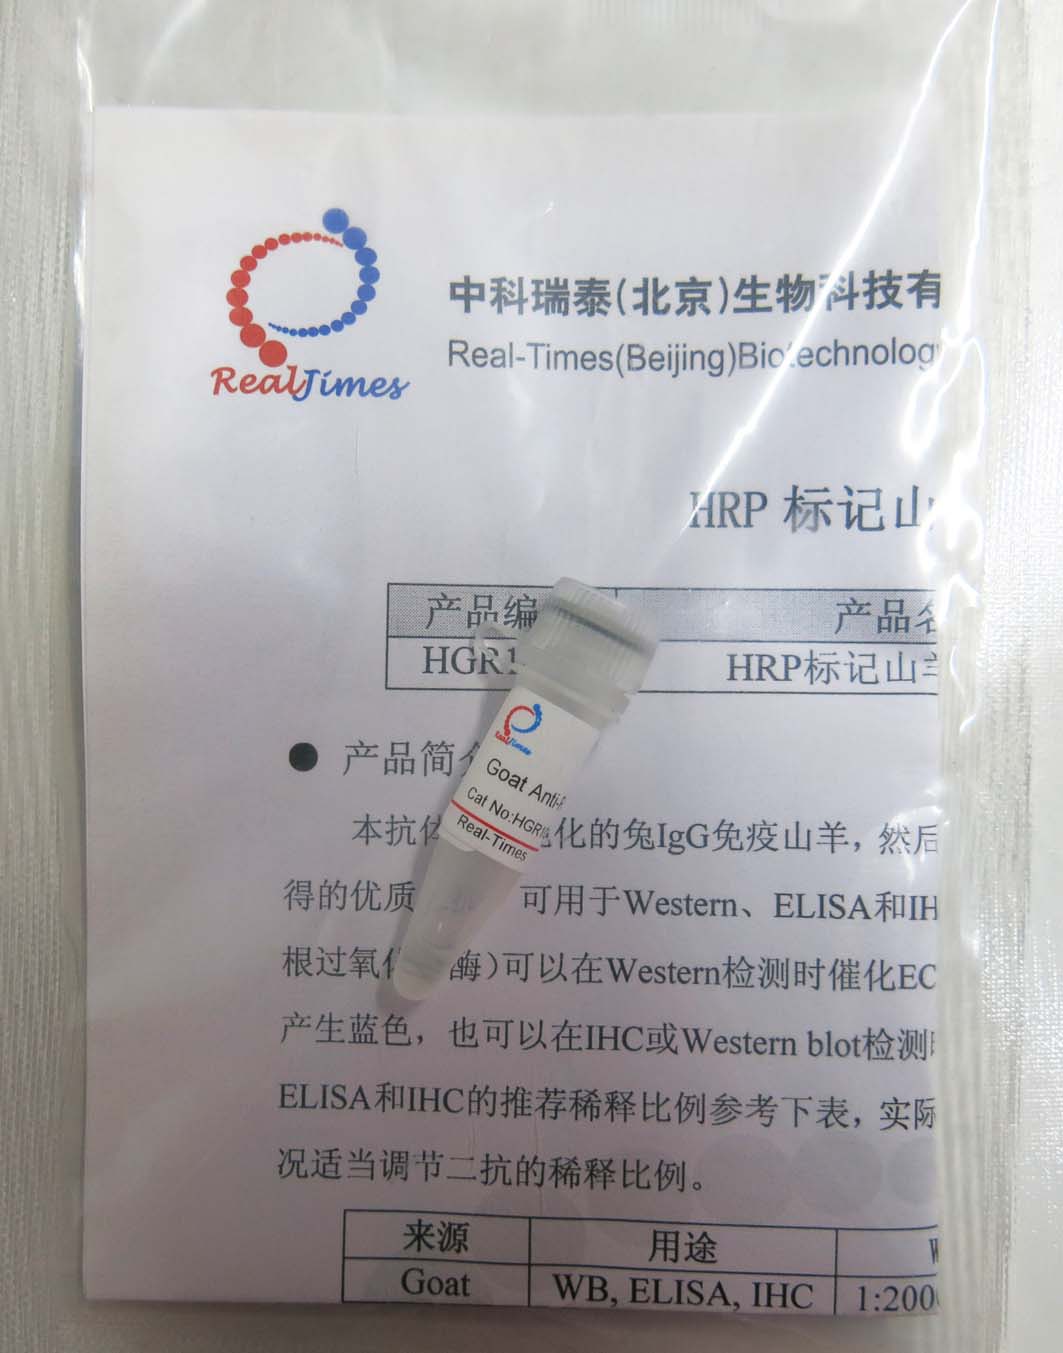 RealTimes
中科瑞泰(北京)生物科技有
Real-Times(Beijing)Biotechnolog
HRP 标记山
产品编 产品名
HGR1 HRP标记山羊
RealTimes
Goat Anti-R
Cat No:HGR
Real-Times
● 产品简介
本抗体 化的兔IgG免疫山羊，然后
得的优质 可用于Western、ELISA和IH
根过氧化 酶）可以在Western检测时催化EC
产生蓝色，也可以在IHC或Western blot检测时
ELISA和IHC的推荐稀释比例参考下表，实际
况适当调节二抗的稀释比例。
来源 用途 W
Goat WB, ELISA, IHC 1:200